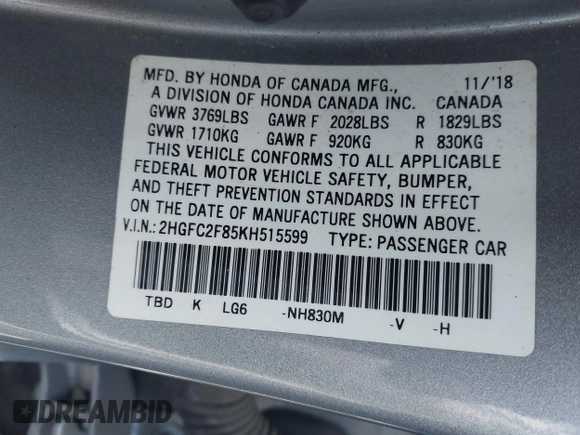 MFD. BY HONDA OF CANADA MFG., 11/'18
A DIVISION OF HONDA CANADA INC. CANADA
GVWR 3769LBS GAWR F 2028LBS R 1829LBS
GVWR 1710KG GAWR F 920KG R 830KG
THIS VEHICLE CONFORMS TO ALL APPLICABLE
FEDERAL MOTOR VEHICLE SAFETY, BUMPER,
AND THEFT PREVENTION STANDARDS IN EFFECT
ON THE DATE OF MANUFACTURE SHOWN ABOVE.
V.I.N.: 2HGFC2F85KH515599 TYPE: PASSENGER CAR
TBD K LG6 -NH830M -V -H
DREAMBID